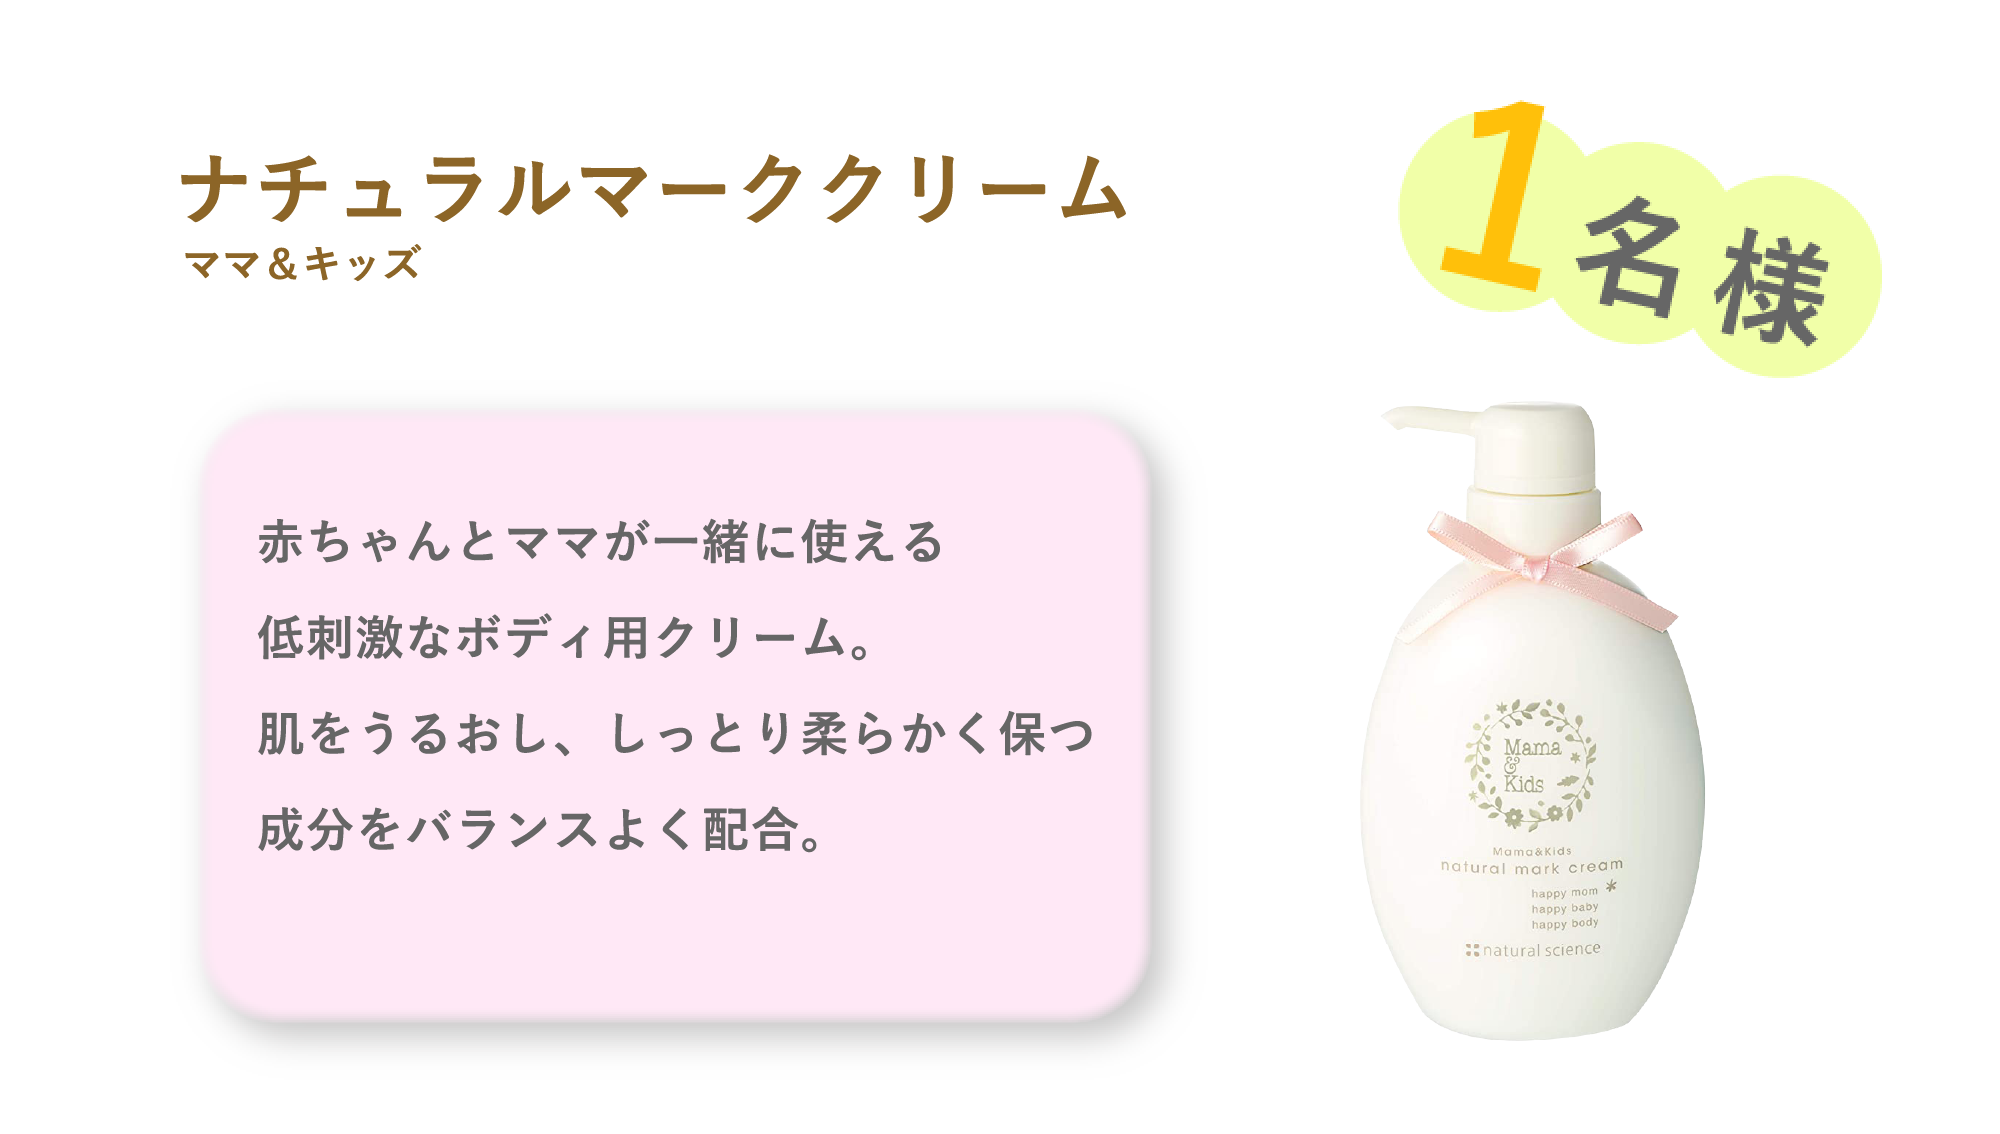 ナチュラルマーククリーム
ママ＆キッズ
1名様
赤ちゃんとママが一緒に使える
低刺激なボディ用クリーム。
肌をうるおし、しっとり柔らかく保つ
成分をバランスよく配合。
Mama
&
Kids
Mama&Kids
natural mark cream
happy mom
happy baby
happy body
natural science